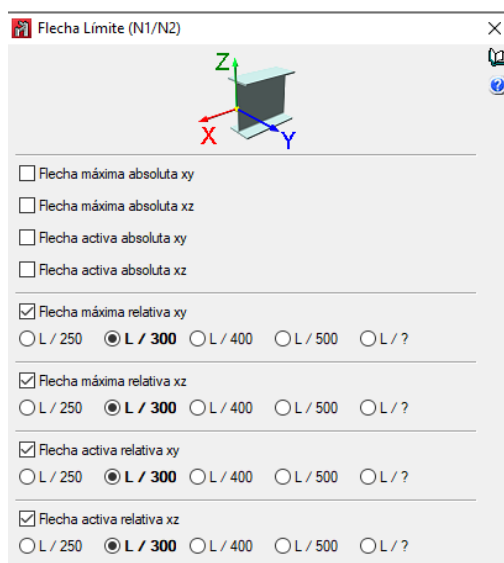 Flecha Límite (N1/N2)
Z
X
Y
Flecha máxima absoluta xy
Flecha máxima absoluta xz
Flecha activa absoluta xy
Flecha activa absoluta xz
Flecha máxima relativa xy
L / 250 L / 300 L / 400 L / 500 L / ?
Flecha máxima relativa xz
L / 250 L / 300 L / 400 L / 500 L / ?
Flecha activa relativa xy
L / 250 L / 300 L / 400 L / 500 L / ?
Flecha activa relativa xz
L / 250 L / 300 L / 400 L / 500 L / ?